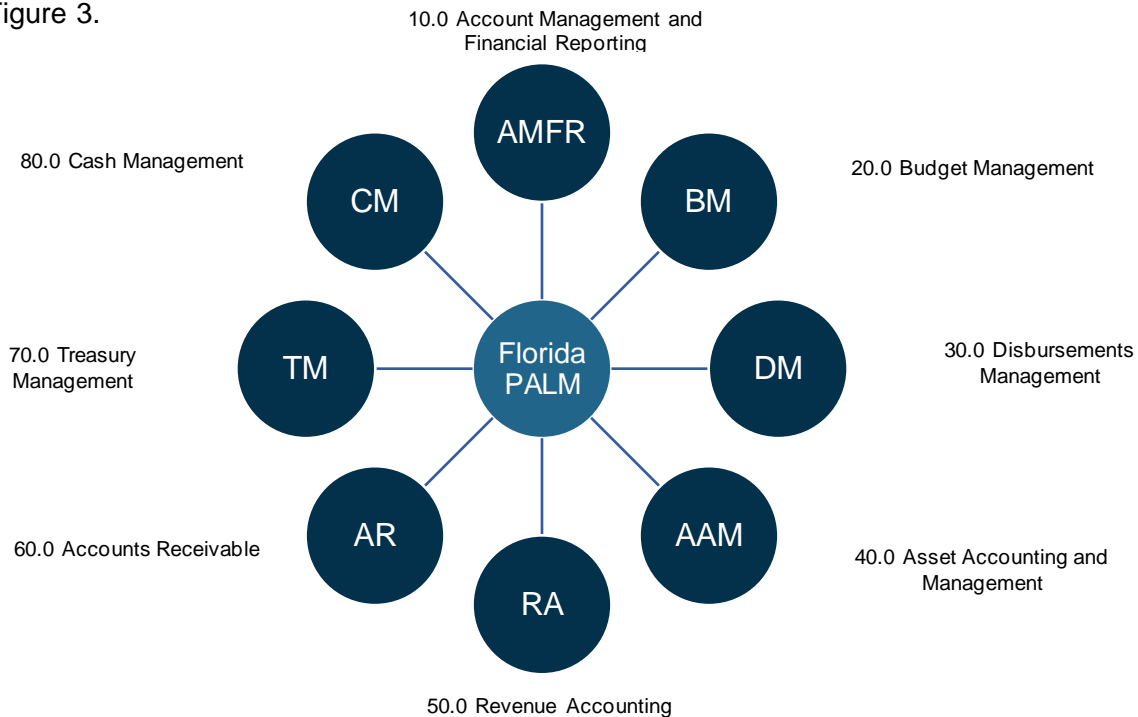 igure 3.
10.0 Account Management and
Financial Reporting
AMFR
80.0 Cash Management
CM
BM
20.0 Budget Management
70.0 Treasury
Management
TM
Florida
PALM
DM
30.0 Disbursements
Management
60.0 Accounts Receivable
AR
AAM
40.0 Asset Accounting and
Management
RA
50.0 Revenue Accounting